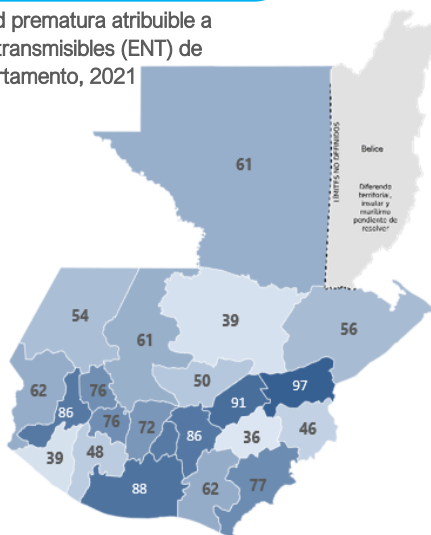 d prematura atribuible a
transmisibles (ENT) de
rtamento, 2021
61
LÍMITES NO DEFINIDOS
Belice
Diferendo
territorial,
insular y
marítimo
pendiente de
resolver
54
61
39
56
50
62
76
97
91
86
76
72
86
36
46
39
48
88
62
77